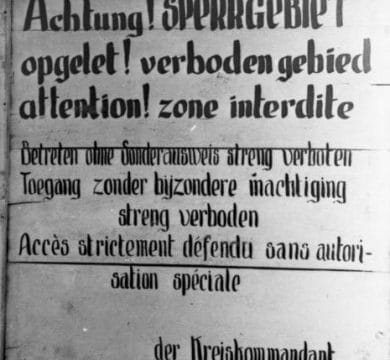 Achtung! SPERRGEBIET
opgelet! verboden gebied
attention! zone interdite
Betreten ohne Sonderausweis streng verboten
Toegang zonder bijzondere machtiging
streng verboden
Accès strictement défendu sans autori-
sation spéciale
der Kreiskommandant